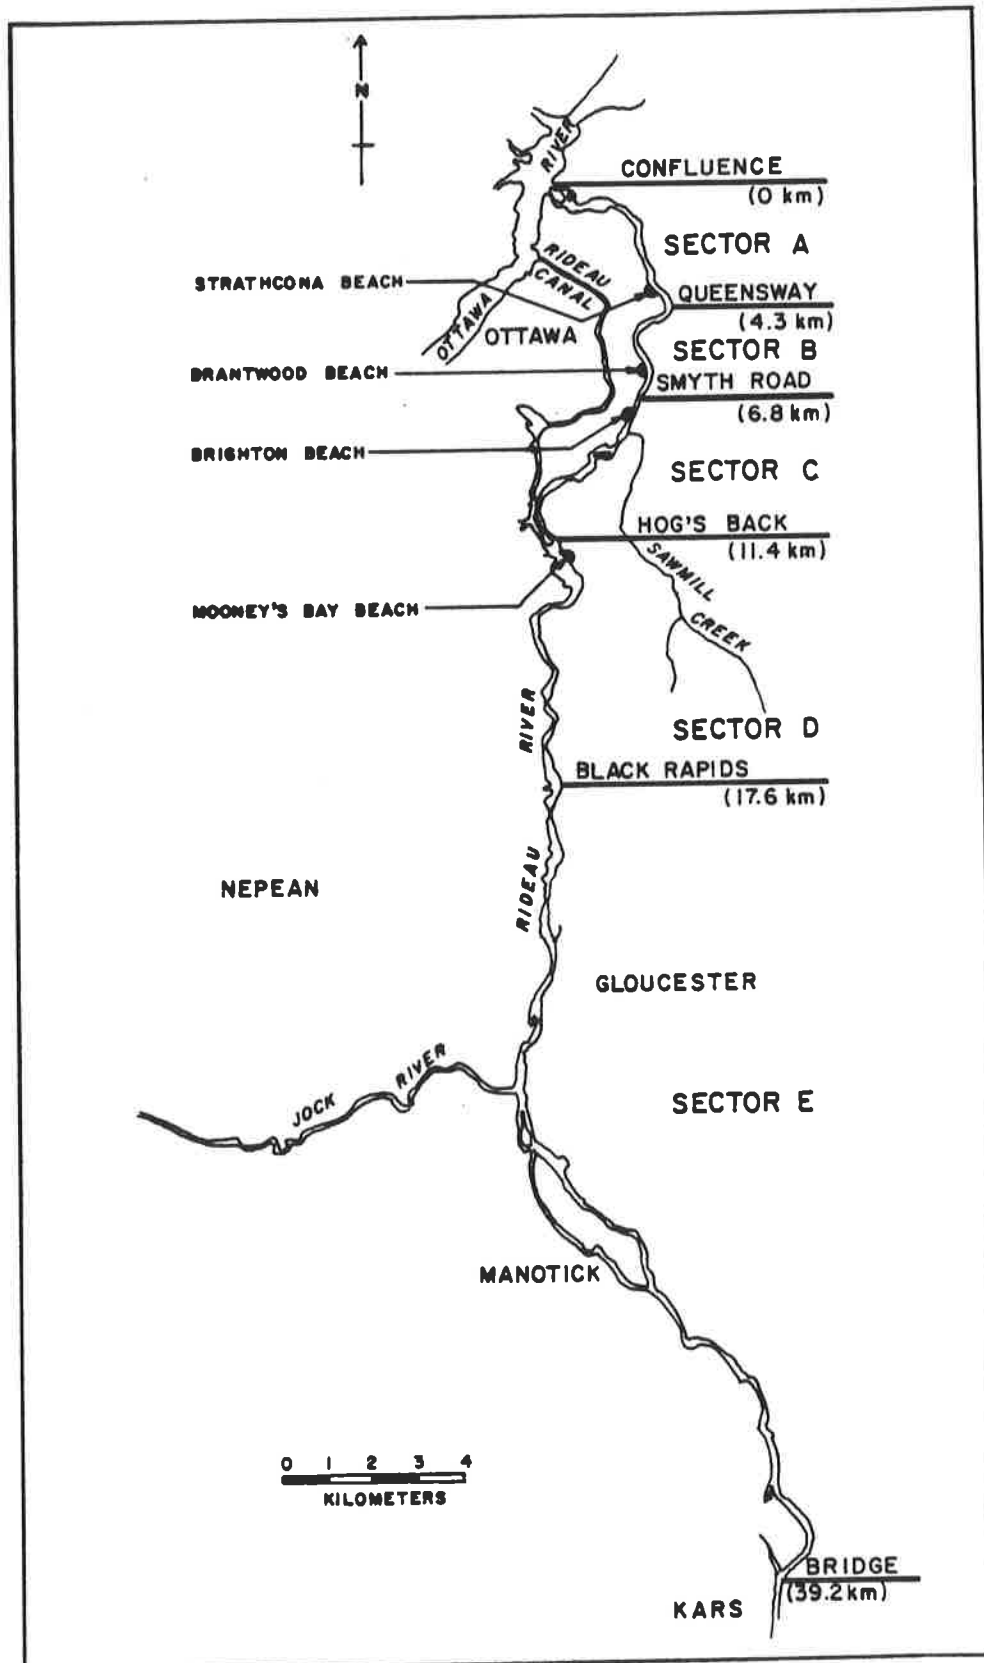 N
RIVER
CONFLUENCE
(0 km)
SECTOR A
RIDEAU
CANAL
STRATHCONA BEACH
QUEENSWAY
(4.3 km)
OTTAWA
OTTAWA
SECTOR B
BRANTWOOD BEACH
SMYTH ROAD
(6.8 km)
BRIGHTON BEACH
SECTOR C
HOG'S BACK
(11.4 km)
SAWMILL
CREEK
MOONEY'S BAY BEACH
RIVER
SECTOR D
BLACK RAPIDS
(17.6 km)
RIDEAU
NEPEAN
GLOUCESTER
JOCK RIVER
SECTOR E
MANOTICK
0 1 2 3 4
KILOMETERS
BRIDGE
(39.2 km)
KARS